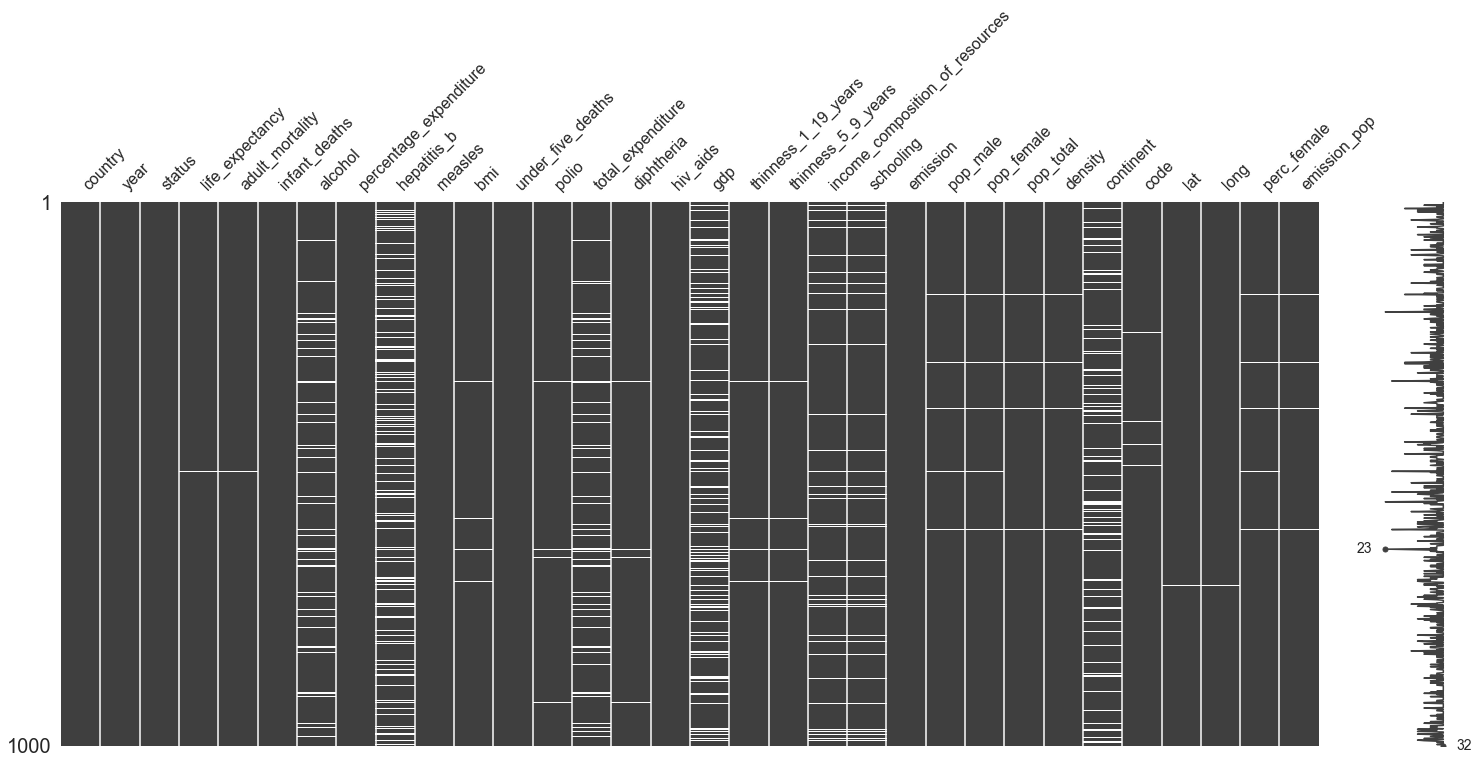 country
year
status
life_expectancy
adult_mortality
infant_deaths
alcohol
percentage_expenditure
hepatitis_b
measles
bmi
under_five_deaths
polio
total_expenditure
diphtheria
hiv_aids
gdp
thinness_1_19_years
thinness_5_9_years
income_composition_of_resources
schooling
emission
pop_male
pop_female
pop_total
density
continent
code
lat
long
perc_female
emission_pop
1
23
1000
32